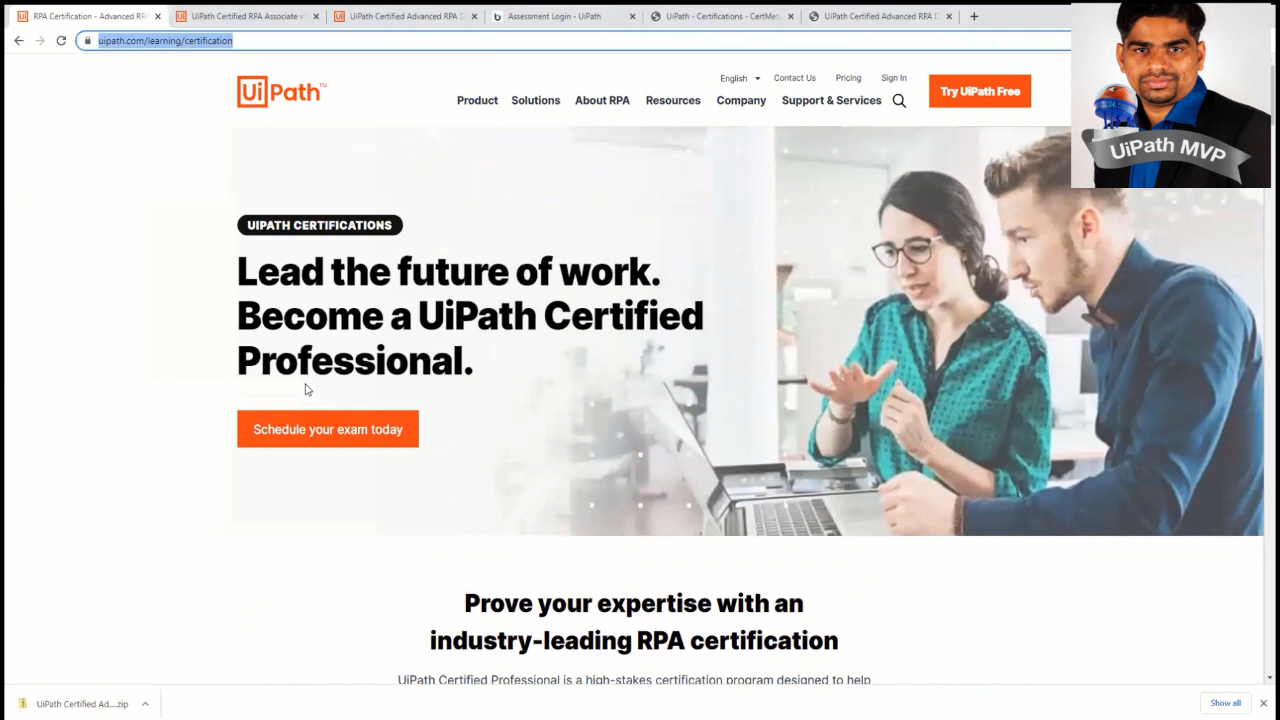 RPA Certification - Advanced RPA
UiPath Certified RPA Associate v
UiPath Certified Advanced RPA D
Assessment Login - UiPath
UiPath - Certifications - CertMet
UiPath Certified Advanced RPA D
uipath.com/learning/certification
UiPath MVP
English
Contact Us
Pricing
Sign In
UiPath™
Product
Solutions
About RPA
Resources
Company
Support & Services
Try UiPath Free
UIPATH CERTIFICATIONS
Lead the future of work.
Become a UiPath Certified
Professional.
Schedule your exam today
Prove your expertise with an
industry-leading RPA certification
UiPath Certified Professional is a high-stakes certification program designed to help
UiPath Certified Ad....zip
Show all